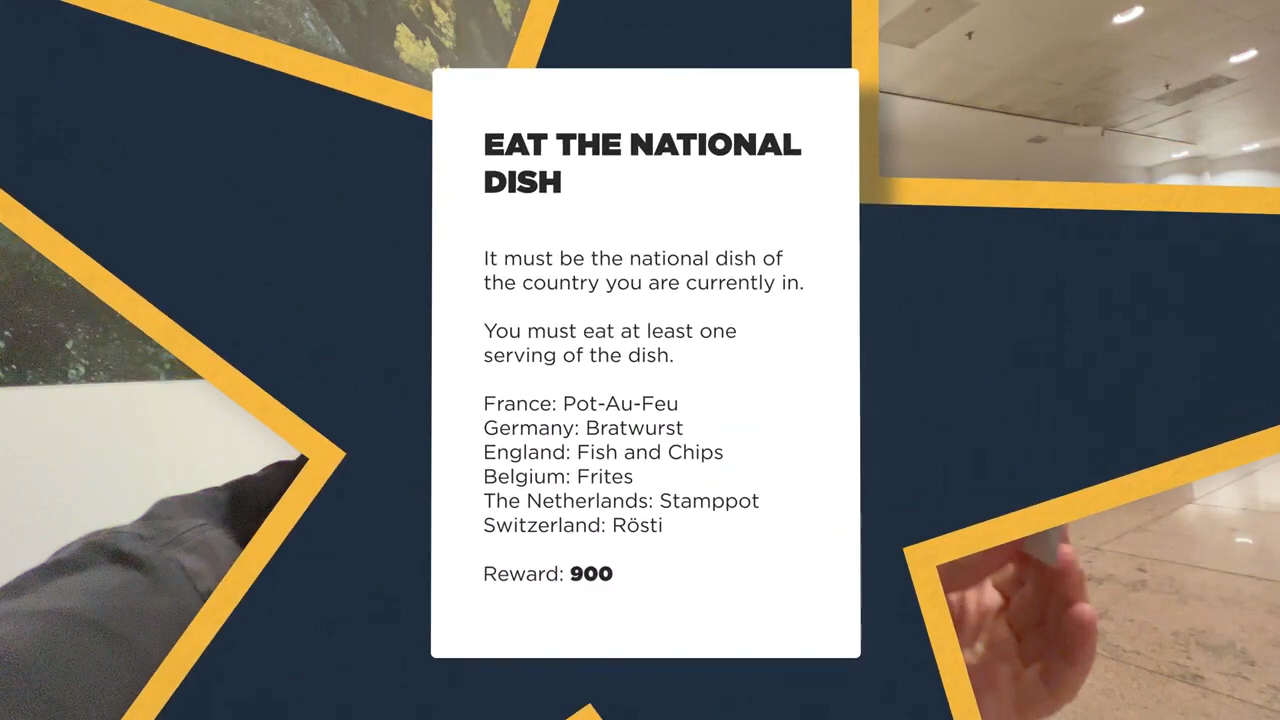 EAT THE NATIONAL
DISH
It must be the national dish of
the country you are currently in.
You must eat at least one
serving of the dish.
France: Pot-Au-Feu
Germany: Bratwurst
England: Fish and Chips
Belgium: Frites
The Netherlands: Stamppot
Switzerland: Rösti
Reward: 900